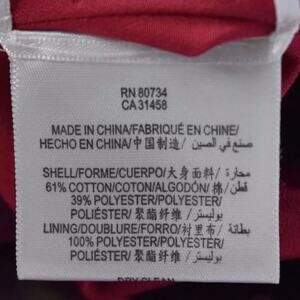 RN 80734
CA 31458
MADE IN CHINA/FABRIQUÉ EN CHINE/
HECHO EN CHINA/中国制造/ صنع في الصين
SHELL/FORME/CUERPO/大身面料/ محارة
61% COTTON/COTON/ALGODÓN/棉/ قطن
39% POLYESTER/POLYESTER/
POLIÉSTER/聚酯纤维/ بوليستر
LINING/DOUBLURE/FORRO/衬里布/ بطانة
100% POLYESTER/POLYESTER/
POLIÉSTER/聚酯纤维/ بوليستر
DRY CLEAN